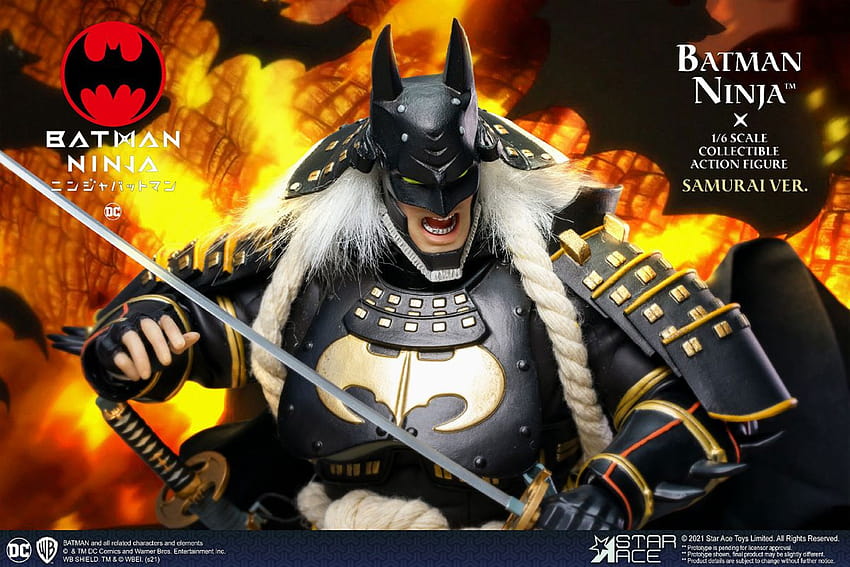 BATMAN
NINJA
ニンジャバットマン
DC
BATMAN
NINJA™
×
1/6 SCALE
COLLECTIBLE
ACTION FIGURE
SAMURAI VER.
DC
WB
BATMAN and all related characters and elements
© & TM DC Comics and Warner Bros. Entertainment Inc.
WB SHIELD: TM & © WBEI. (s21)
STAR
ACE
© 2021 Star Ace Toys Limited. All Rights Reserved.
* Prototype is pending for licensor approval.
* Prototype shown, final product may be slightly different.
* Product details are subject to change without further notice.